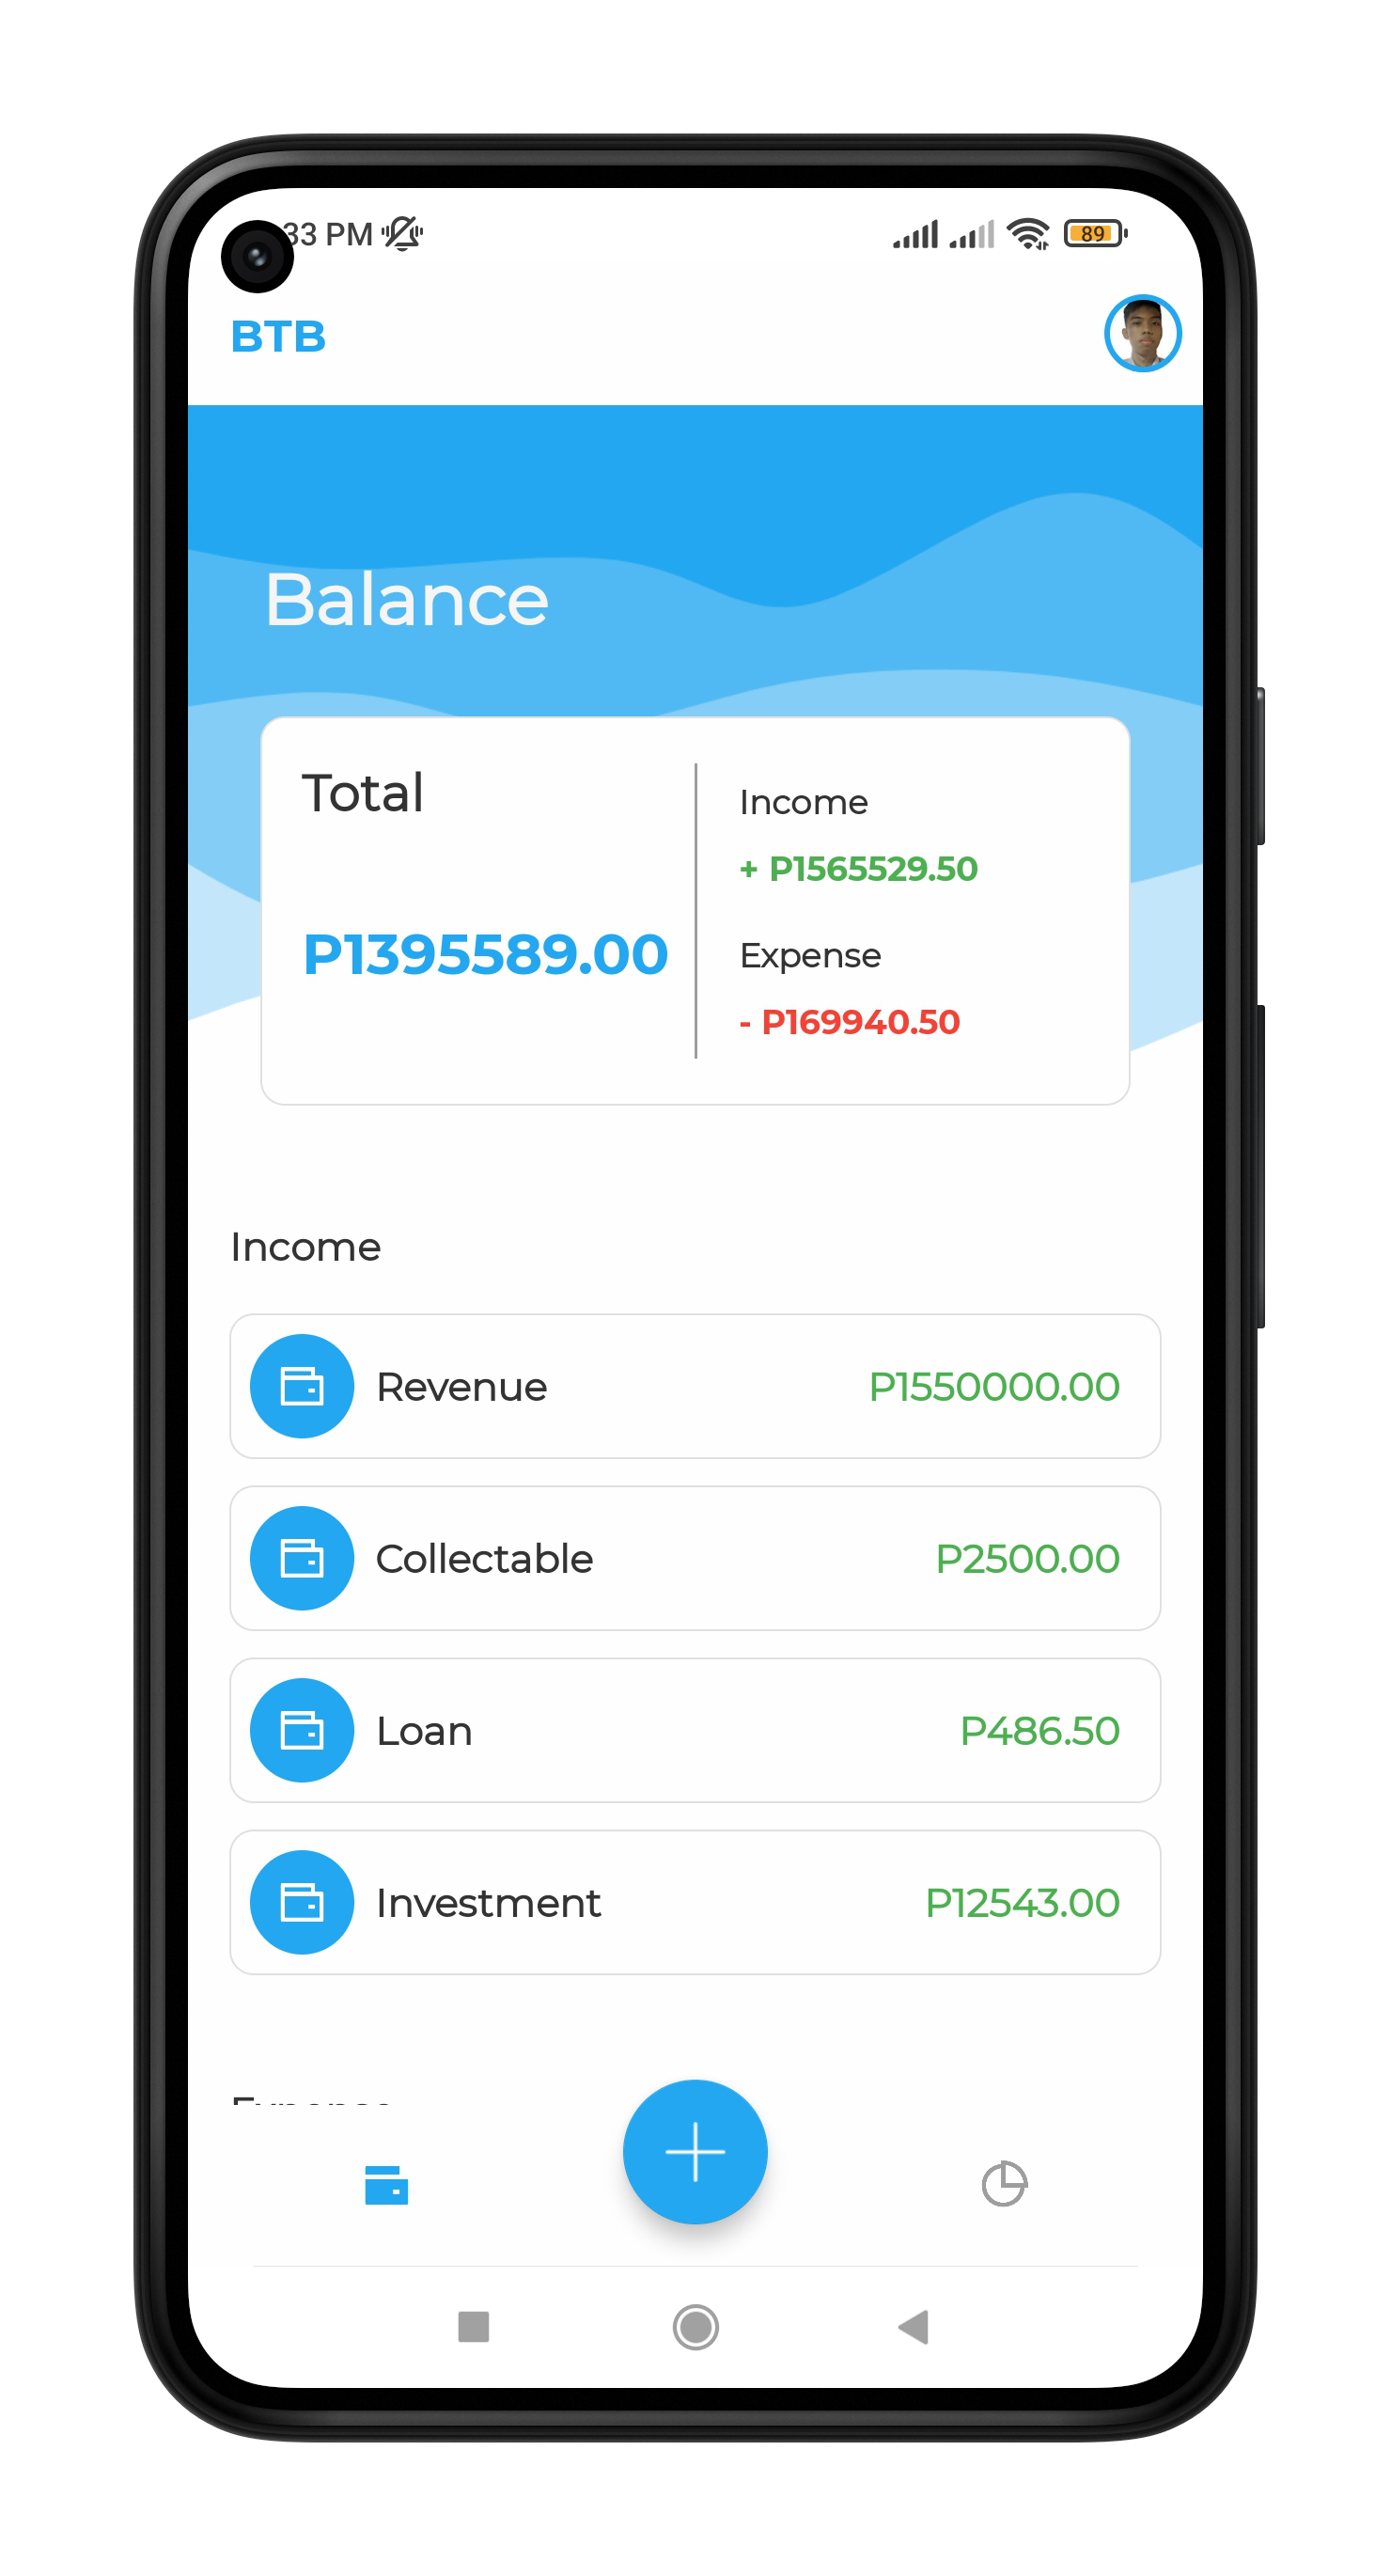 33 PM
89
BTB
Balance
Total
P1395589.00
Income
+ P1565529.50
Expense
- P169940.50
Income
Revenue P1550000.00
Collectable P2500.00
Loan P486.50
Investment P12543.00
Expense